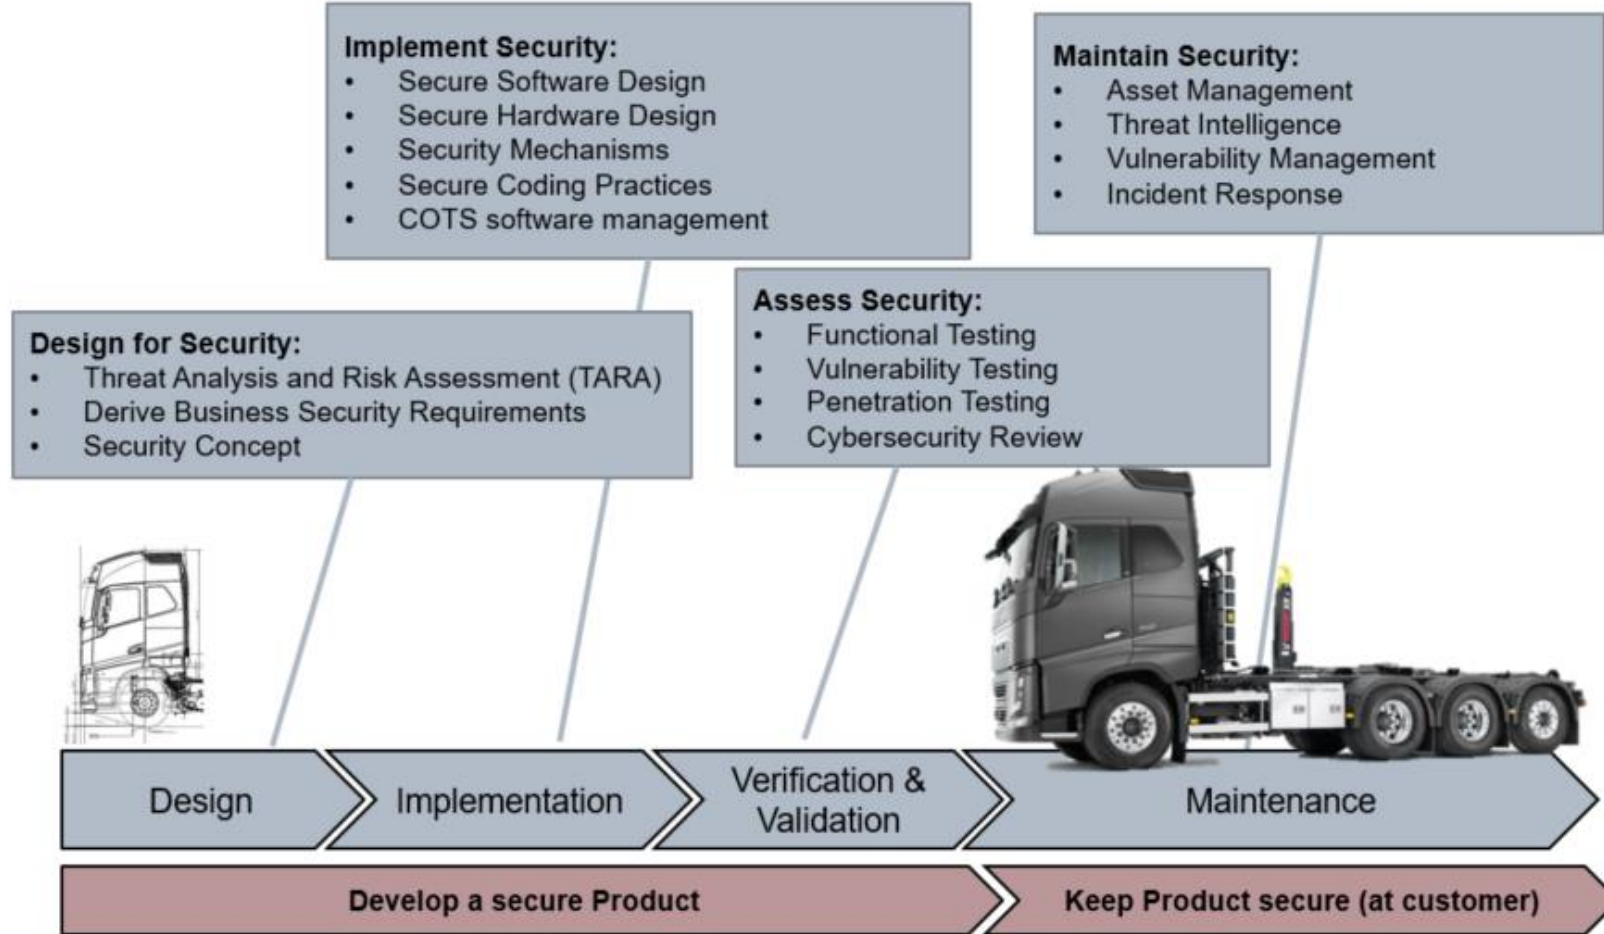 Implement Security:
• Secure Software Design
• Secure Hardware Design
• Security Mechanisms
• Secure Coding Practices
• COTS software management
Maintain Security:
• Asset Management
• Threat Intelligence
• Vulnerability Management
• Incident Response
Design for Security:
• Threat Analysis and Risk Assessment (TARA)
• Derive Business Security Requirements
• Security Concept
Assess Security:
• Functional Testing
• Vulnerability Testing
• Penetration Testing
• Cybersecurity Review
Design
Implementation
Verification &
Validation
Maintenance
Develop a secure Product
Keep Product secure (at customer)